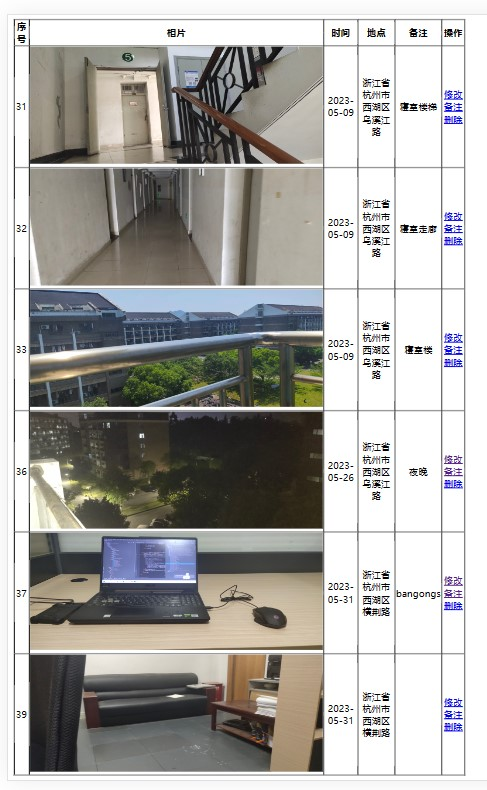 序号 相片 时间 地点 备注 操作
5
31 2023-05-09 浙江省杭州市西湖区乌溪江路 寝室楼梯 修改备注 删除
32 2023-05-09 浙江省杭州市西湖区乌溪江路 寝室走廊 修改备注 删除
33 2023-05-09 浙江省杭州市西湖区乌溪江路 寝室楼 修改备注 删除
36 2023-05-26 浙江省杭州市西湖区乌溪江路 夜晚 修改备注 删除
37 2023-05-31 浙江省杭州市西湖区横荆路 bangongs 修改备注 删除
39 2023-05-31 浙江省杭州市西湖区横荆路 修改备注 删除